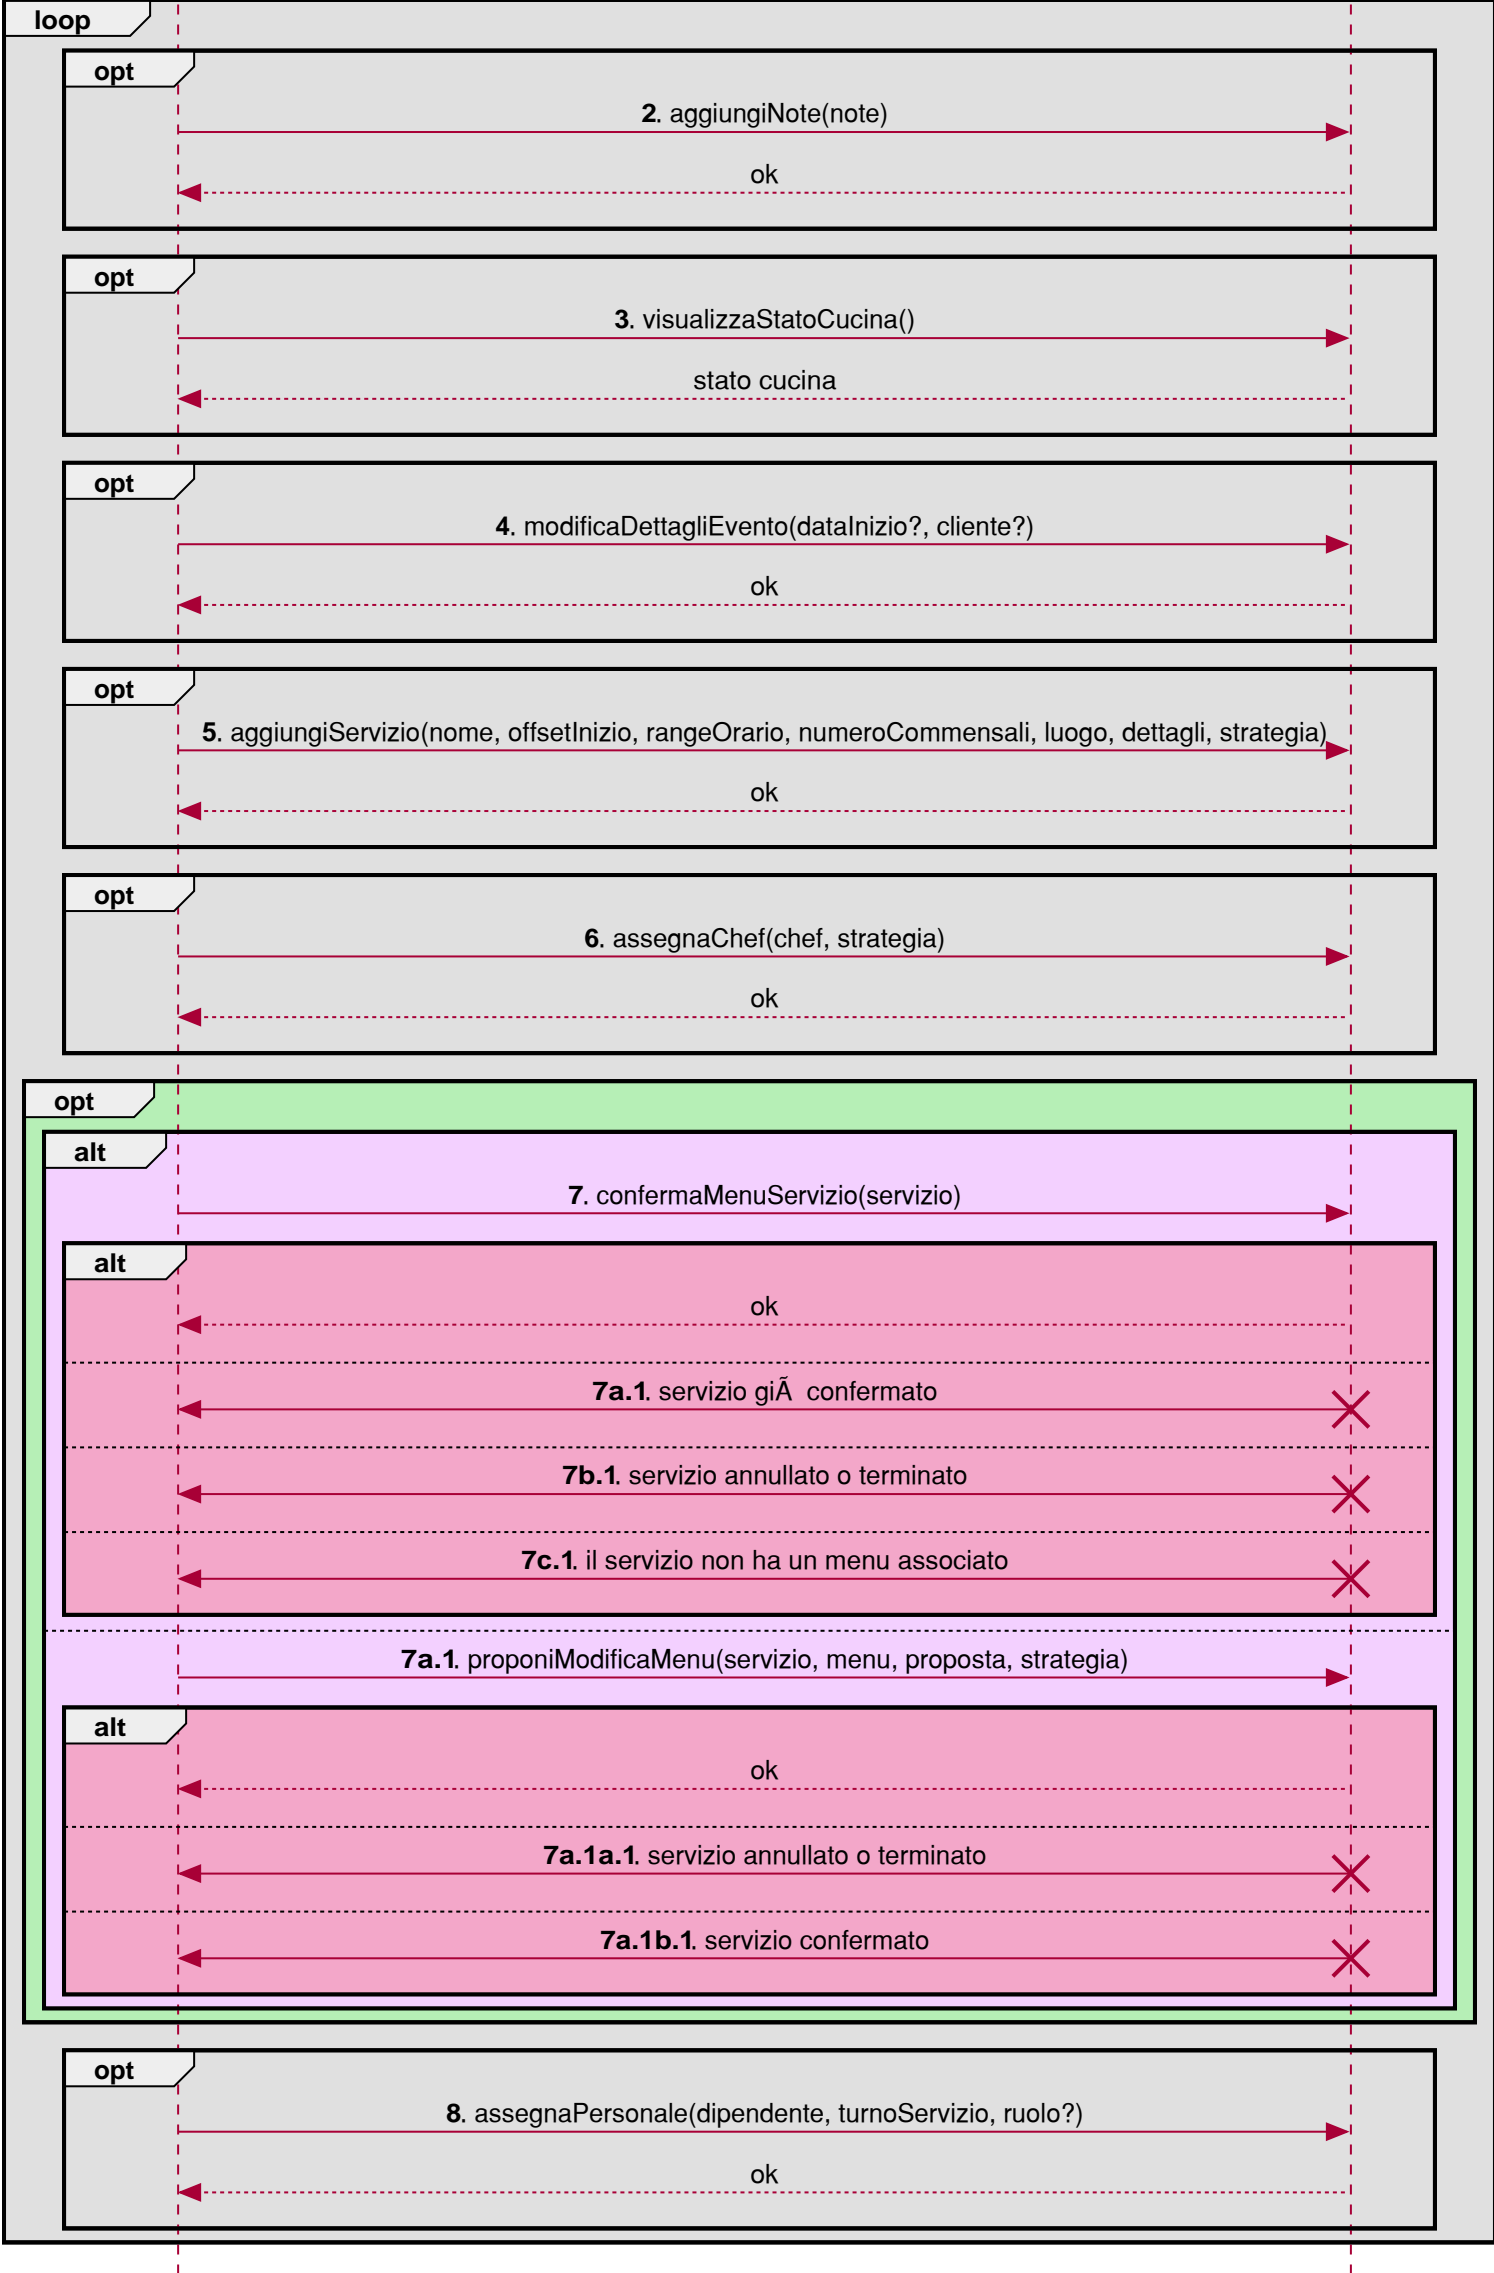 loop
opt
2. aggiungiNote(note)
ok
opt
3. visualizzaStatoCucina()
stato cucina
opt
4. modificaDettagliEvento(dataInizio?, cliente?)
ok
opt
5. aggiungiServizio(nome, offsetInizio, rangeOrario, numeroCommensali, luogo, dettagli, strategia)
ok
opt
6. assegnaChef(chef, strategia)
ok
opt
alt
7. confermaMenuServizio(servizio)
alt
ok
7a.1. servizio giÃ  confermato
7b.1. servizio annullato o terminato
7c.1. il servizio non ha un menu associato
7a.1. proponiModificaMenu(servizio, menu, proposta, strategia)
alt
ok
7a.1a.1. servizio annullato o terminato
7a.1b.1. servizio confermato
opt
8. assegnaPersonale(dipendente, turnoServizio, ruolo?)
ok